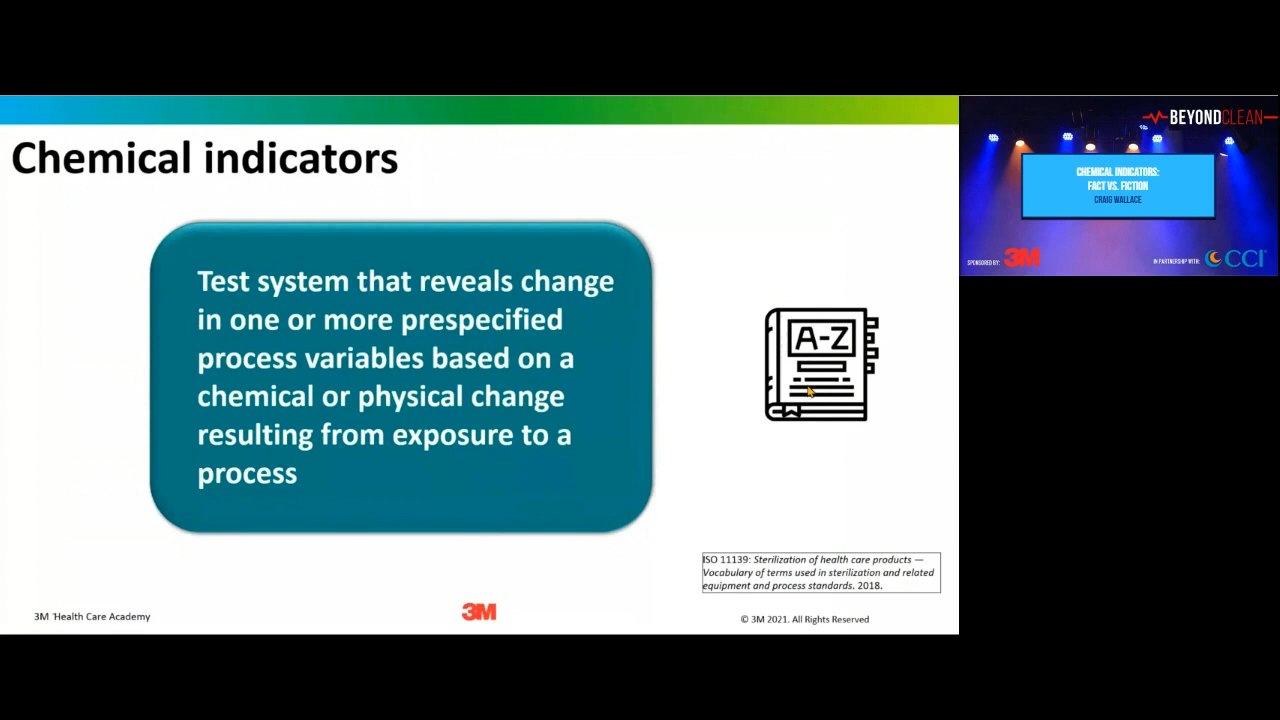 Chemical indicators
Test system that reveals change
in one or more prespecified
process variables based on a
chemical or physical change
resulting from exposure to a
process
A-Z
ISO 11139: Sterilization of health care products —
Vocabulary of terms used in sterilization and related
equipment and process standards. 2018.
3M Health Care Academy
3M
© 3M 2021. All Rights Reserved
BEYONDCLEAN
CHEMICAL INDICATORS:
FACT VS. FICTION
CRAIG WALLACE
SPONSORED BY: 3M
IN PARTNERSHIP WITH: CCI